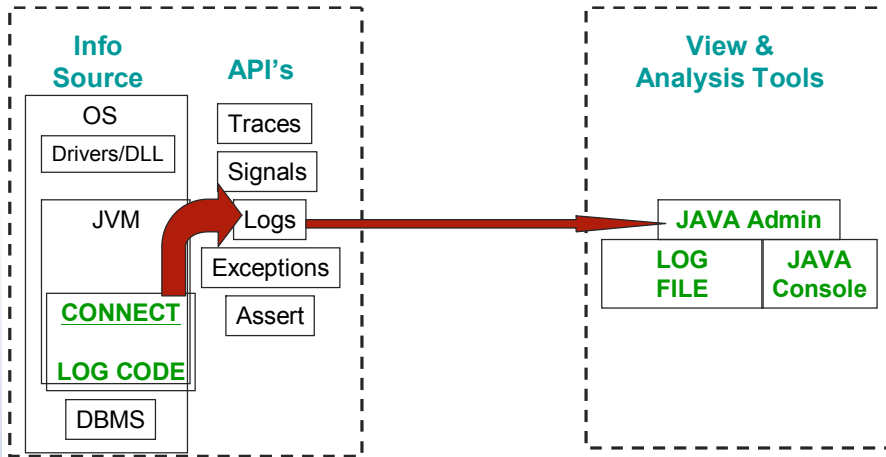 Info
Source
API's
OS
Drivers/DLL
JVM
CONNECT
LOG CODE
DBMS
Traces
Signals
Logs
Exceptions
Assert
View &
Analysis Tools
JAVA Admin
LOG
FILE
JAVA
Console